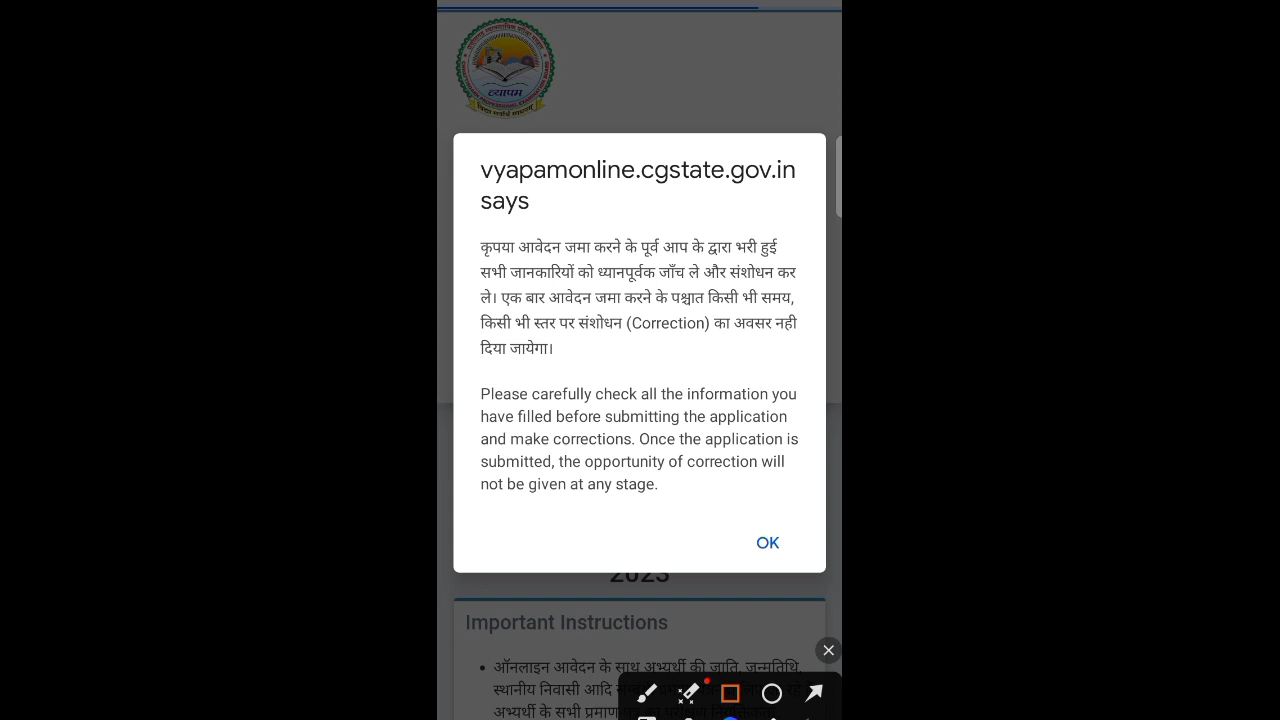 व्यापम
vyapamonline.cgstate.gov.in
says
कृपया आवेदन जमा करने के पूर्व आप के द्वारा भरी हुई
सभी जानकारियों को ध्यानपूर्वक जाँच ले और संशोधन कर
ले। एक बार आवेदन जमा करने के पश्चात किसी भी समय,
किसी भी स्तर पर संशोधन (Correction) का अवसर नही
दिया जायेगा।
Please carefully check all the information you
have filled before submitting the application
and make corrections. Once the application is
submitted, the opportunity of correction will
not be given at any stage.
OK
2023
Important Instructions
• ऑनलाइन आवेदन के साथ अभ्यर्थी की जाति, जन्मतिथि,
स्थानीय निवासी आदि
अभ्यर्थी के सभी